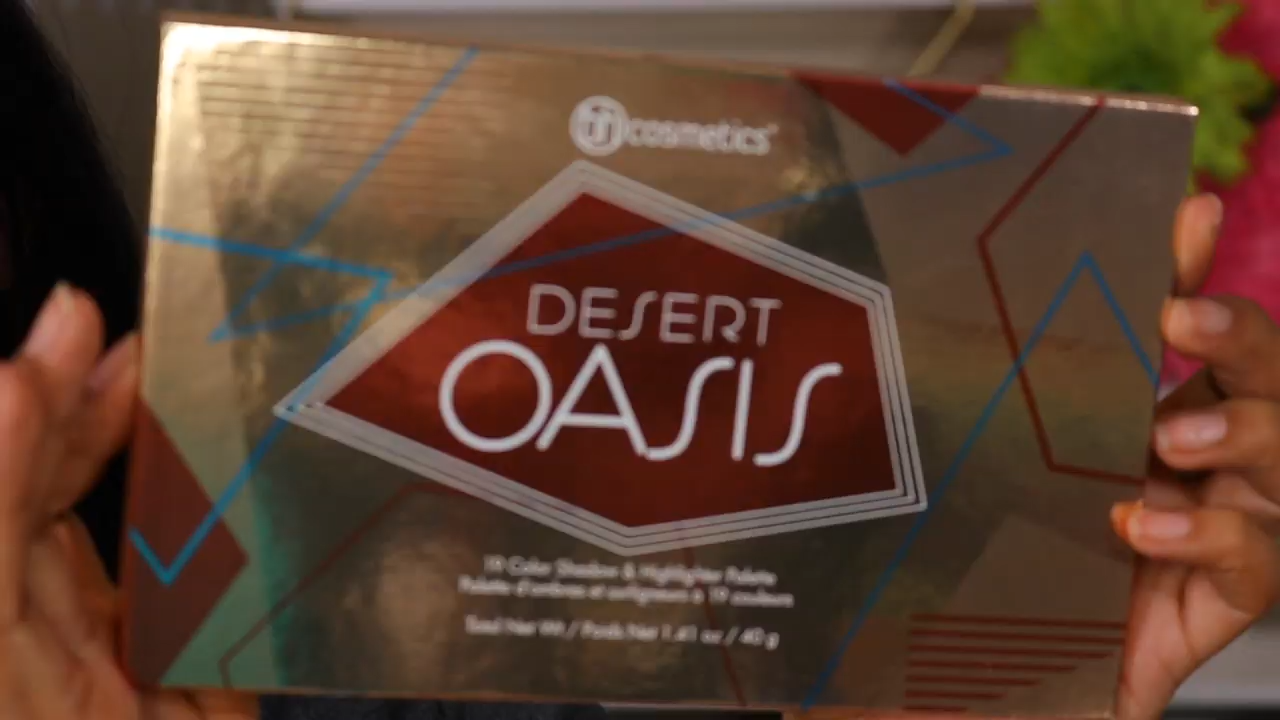 bh cosmetics®
DESERT
OASIS
19 Color Shadow & Highlighter Palette
Palette d'ombres et enlumineurs à 19 couleurs
Total Net Wt / Poids Net 1.41 oz / 40 g